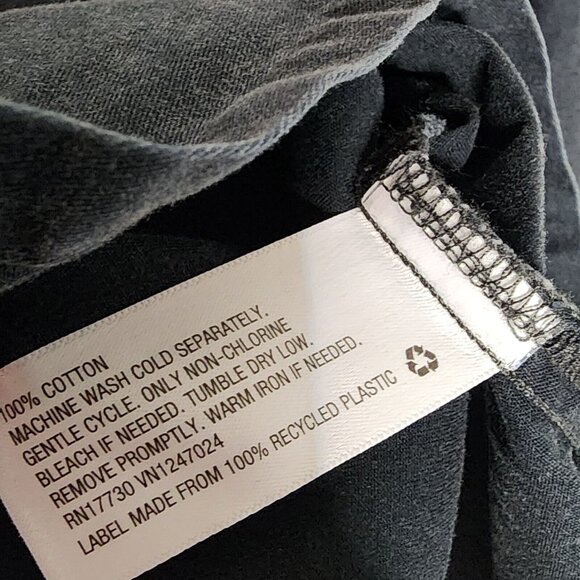 100% COTTON
MACHINE WASH COLD SEPARATELY.
GENTLE CYCLE. ONLY NON-CHLORINE
BLEACH IF NEEDED. TUMBLE DRY LOW.
REMOVE PROMPTLY. WARM IRON IF NEEDED.
RN17730 VN1247024
LABEL MADE FROM 100% RECYCLED PLASTIC